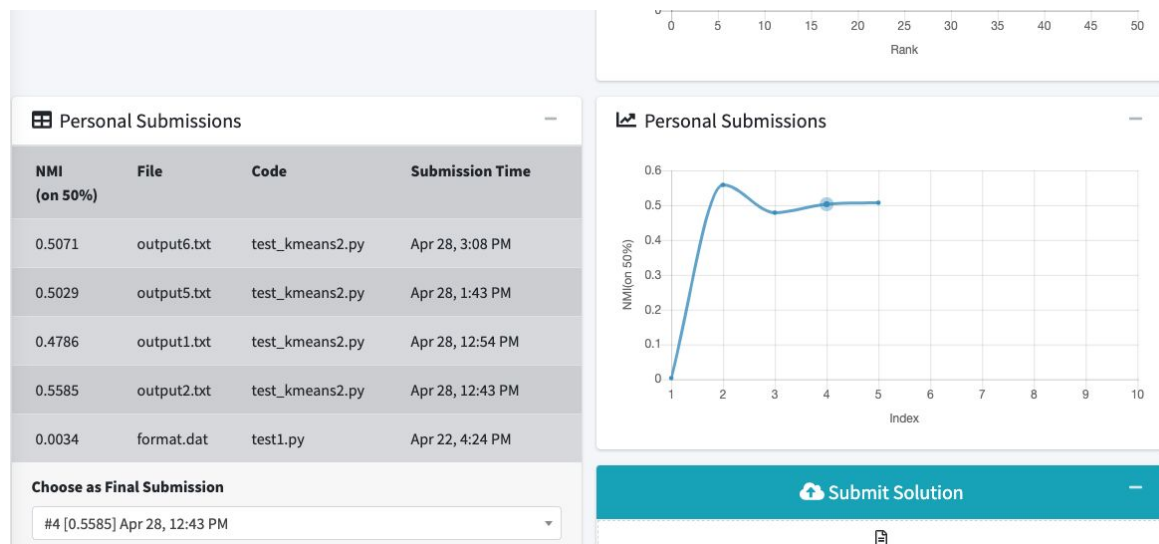 0
0 5 10 15 20 25 30 35 40 45 50
Rank
Personal Submissions
NMI
(on 50%) File Code Submission Time
0.5071 output6.txt test_kmeans2.py Apr 28, 3:08 PM
0.5029 output5.txt test_kmeans2.py Apr 28, 1:43 PM
0.4786 output1.txt test_kmeans2.py Apr 28, 12:54 PM
0.5585 output2.txt test_kmeans2.py Apr 28, 12:43 PM
0.0034 format.dat test1.py Apr 22, 4:24 PM
Choose as Final Submission
#4 [0.5585] Apr 28, 12:43 PM
Personal Submissions
0.6
0.5
0.4
0.3
0.2
0.1
0
NMI(on 50%)
1 2 3 4 5 6 7 8 9 10
Index
Submit Solution